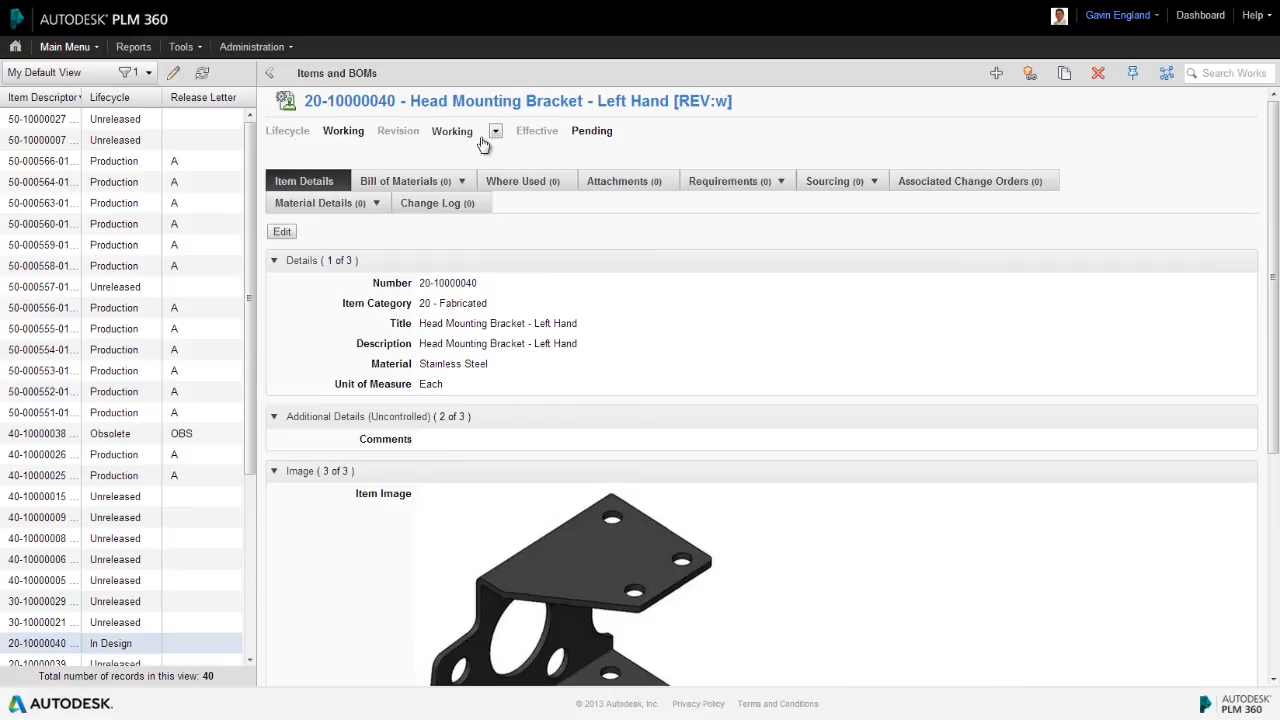 AUTODESK® PLM 360
Gavin England
Dashboard
Help
Main Menu
Reports
Tools
Administration
My Default View
1
Items and BOMs
Search Works
Item Descriptor
Lifecycle
Release Letter
50-10000027 ... Unreleased
50-10000007 ... Unreleased
50-000566-01... Production A
50-000564-01... Production A
50-000563-01... Production A
50-000560-01... Production A
50-000559-01... Production A
50-000558-01... Production A
50-000557-01... Unreleased
50-000556-01... Production A
50-000555-01... Production A
50-000554-01... Production A
50-000553-01... Production A
50-000552-01... Production A
50-000551-01... Production A
40-10000038 ... Obsolete OBS
40-10000026 ... Production A
40-10000025 ... Production A
40-10000015 ... Unreleased
40-10000009 ... Unreleased
40-10000008 ... Unreleased
40-10000006 ... Unreleased
40-10000005 ... Unreleased
30-10000029 ... Unreleased
30-10000021 ... Unreleased
20-10000040 ... In Design
20-10000039 ... Unreleased
Total number of records in this view: 40
20-10000040 - Head Mounting Bracket - Left Hand [REV:w]
Lifecycle Working Revision Working Effective Pending
Item Details
Bill of Materials (0)
Where Used (0)
Attachments (0)
Requirements (0)
Sourcing (0)
Associated Change Orders (0)
Material Details (0)
Change Log (0)
Edit
Details ( 1 of 3 )
Number 20-10000040
Item Category 20 - Fabricated
Title Head Mounting Bracket - Left Hand
Description Head Mounting Bracket - Left Hand
Material Stainless Steel
Unit of Measure Each
Additional Details (Uncontrolled) ( 2 of 3 )
Comments
Image ( 3 of 3 )
Item Image
AUTODESK.
© 2013 Autodesk, Inc.
Privacy Policy
Terms and Conditions
AUTODESK®
PLM 360